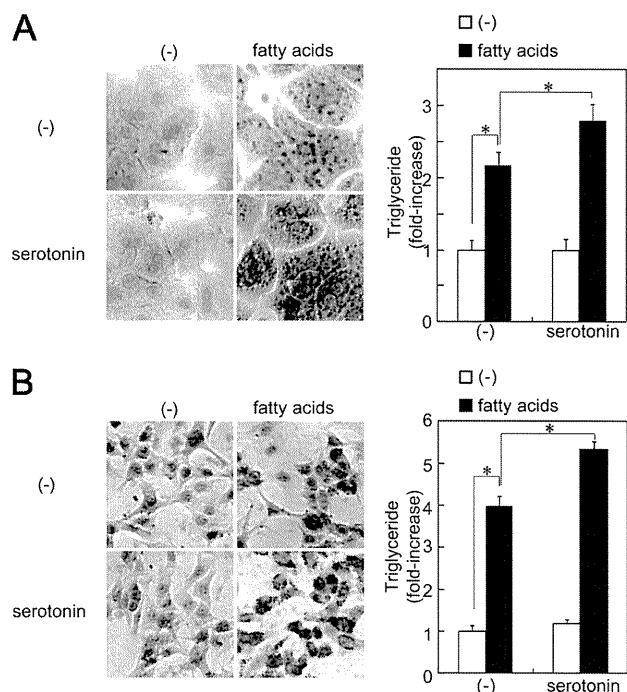 A
(-)
fatty acids
(-)
serotonin
(-)
fatty acids
Triglyceride
(fold-increase)
3
2
1
0
*
*
(-)
serotonin
B
(-)
fatty acids
(-)
serotonin
(-)
fatty acids
Triglyceride
(fold-increase)
6
5
4
3
2
1
0
*
*
(-)
serotonin